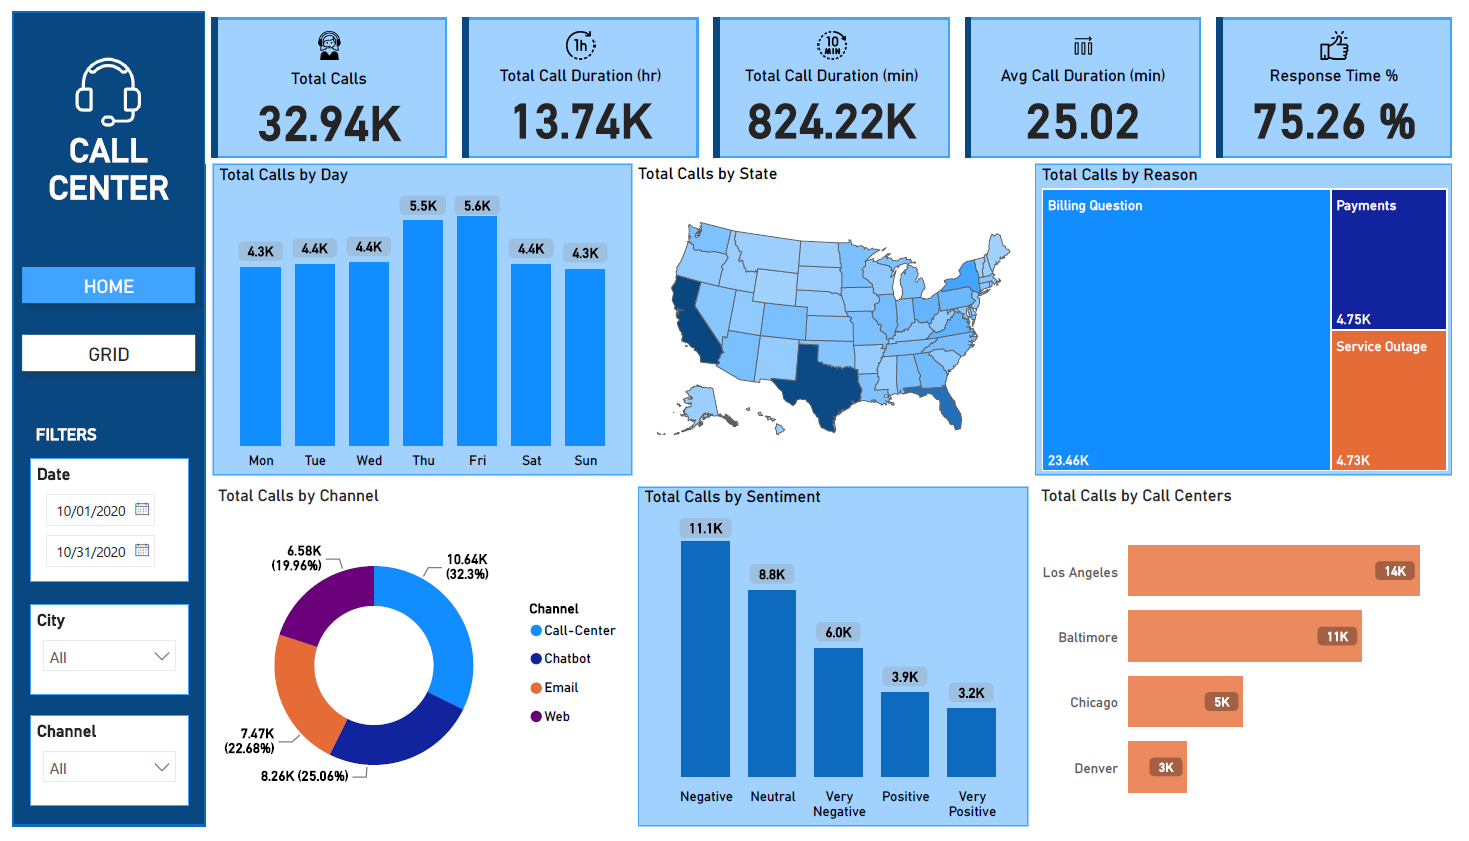 CALL
CENTER
HOME
GRID
FILTERS
Date
10/01/2020
10/31/2020
City
All
Channel
All
Total Calls
32.94K
1h
Total Call Duration (hr)
13.74K
10
MIN
Total Call Duration (min)
824.22K
Avg Call Duration (min)
25.02
Response Time %
75.26 %
Total Calls by Day
4.3K
4.4K
4.4K
5.5K
5.6K
4.4K
4.3K
Mon Tue Wed Thu Fri Sat Sun
Total Calls by State
Total Calls by Reason
Billing Question
23.46K
Payments
4.75K
Service Outage
4.73K
Total Calls by Channel
6.58K
(19.96%)
10.64K
(32.3%)
7.47K
(22.68%)
8.26K (25.06%)
Channel
Call-Center
Chatbot
Email
Web
Total Calls by Sentiment
11.1K
8.8K
6.0K
3.9K
3.2K
Negative
Neutral
Very
Negative
Positive
Very
Positive
Total Calls by Call Centers
Los Angeles 14K
Baltimore 11K
Chicago 5K
Denver 3K